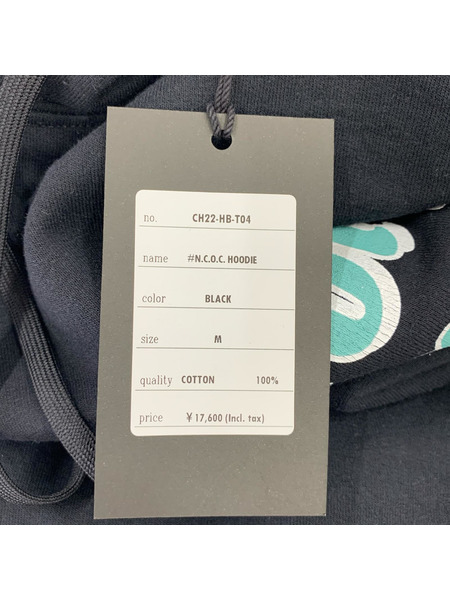 no. CH22-HB-T04
name #N.C.O.C. HOODIE
color BLACK
size M
quality COTTON 100%
price ¥17,600 (Incl. tax)